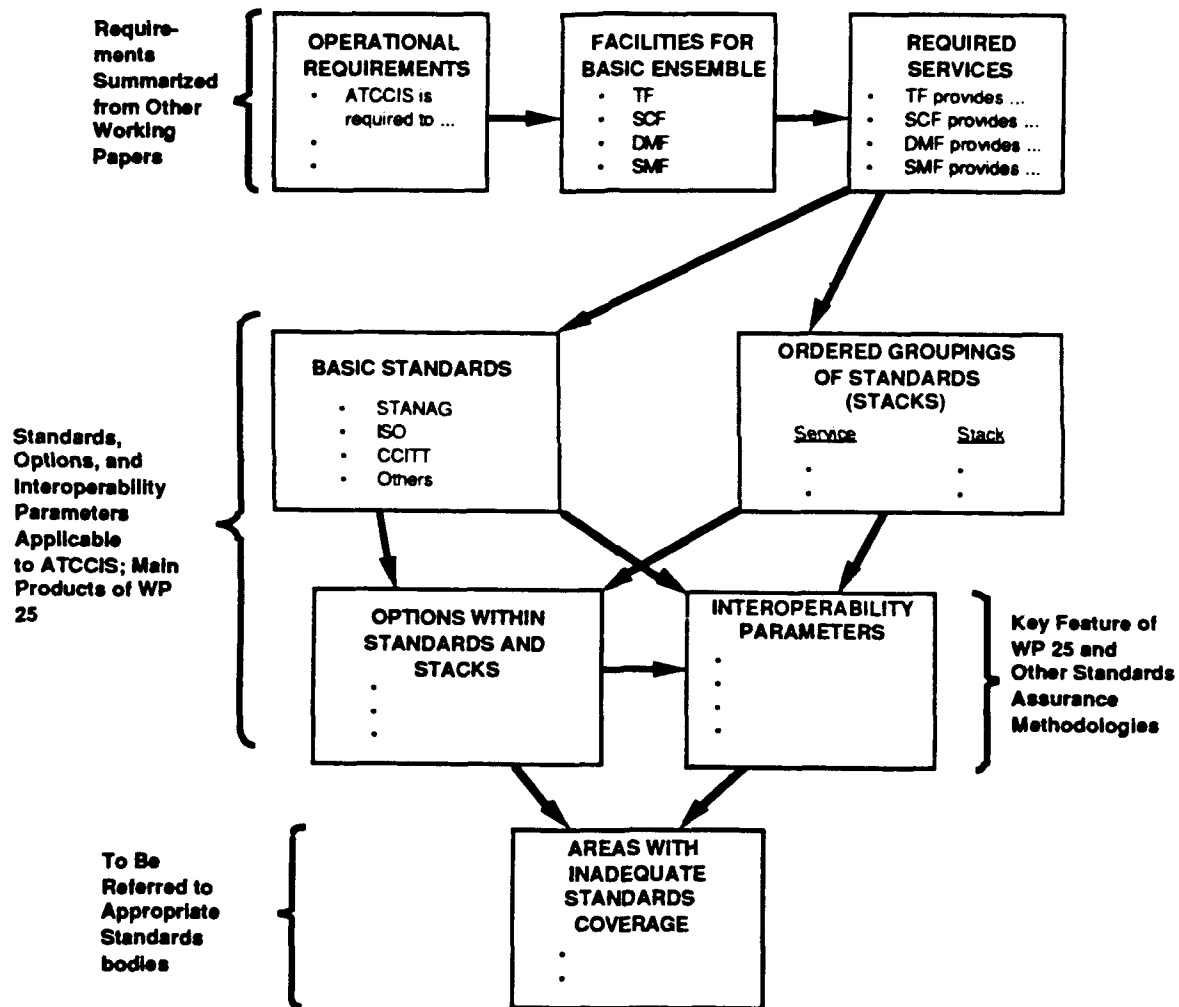 Require-
ments
Summarized
from Other
Working
Papers
OPERATIONAL
REQUIREMENTS
• ATCCIS is
required to ...
•
•
FACILITIES FOR
BASIC ENSEMBLE
• TF
• SCF
• DMF
• SMF
REQUIRED
SERVICES
• TF provides ...
• SCF provides ...
• DMF provides ...
• SMF provides ...
Standards,
Options, and
Interoperability
Parameters
Applicable
to ATCCIS; Main
Products of WP
25
BASIC STANDARDS
• STANAG
• ISO
• CCITT
• Others
ORDERED GROUPINGS
OF STANDARDS
(STACKS)
Service Stack
• •
• •
OPTIONS WITHIN
STANDARDS AND
STACKS
•
•
•
INTEROPERABILITY
PARAMETERS
•
•
•
•
Key Feature of
WP 25 and
Other Standards
Assurance
Methodologies
To Be
Referred to
Appropriate
Standards
bodies
AREAS WITH
INADEQUATE
STANDARDS
COVERAGE
•
•